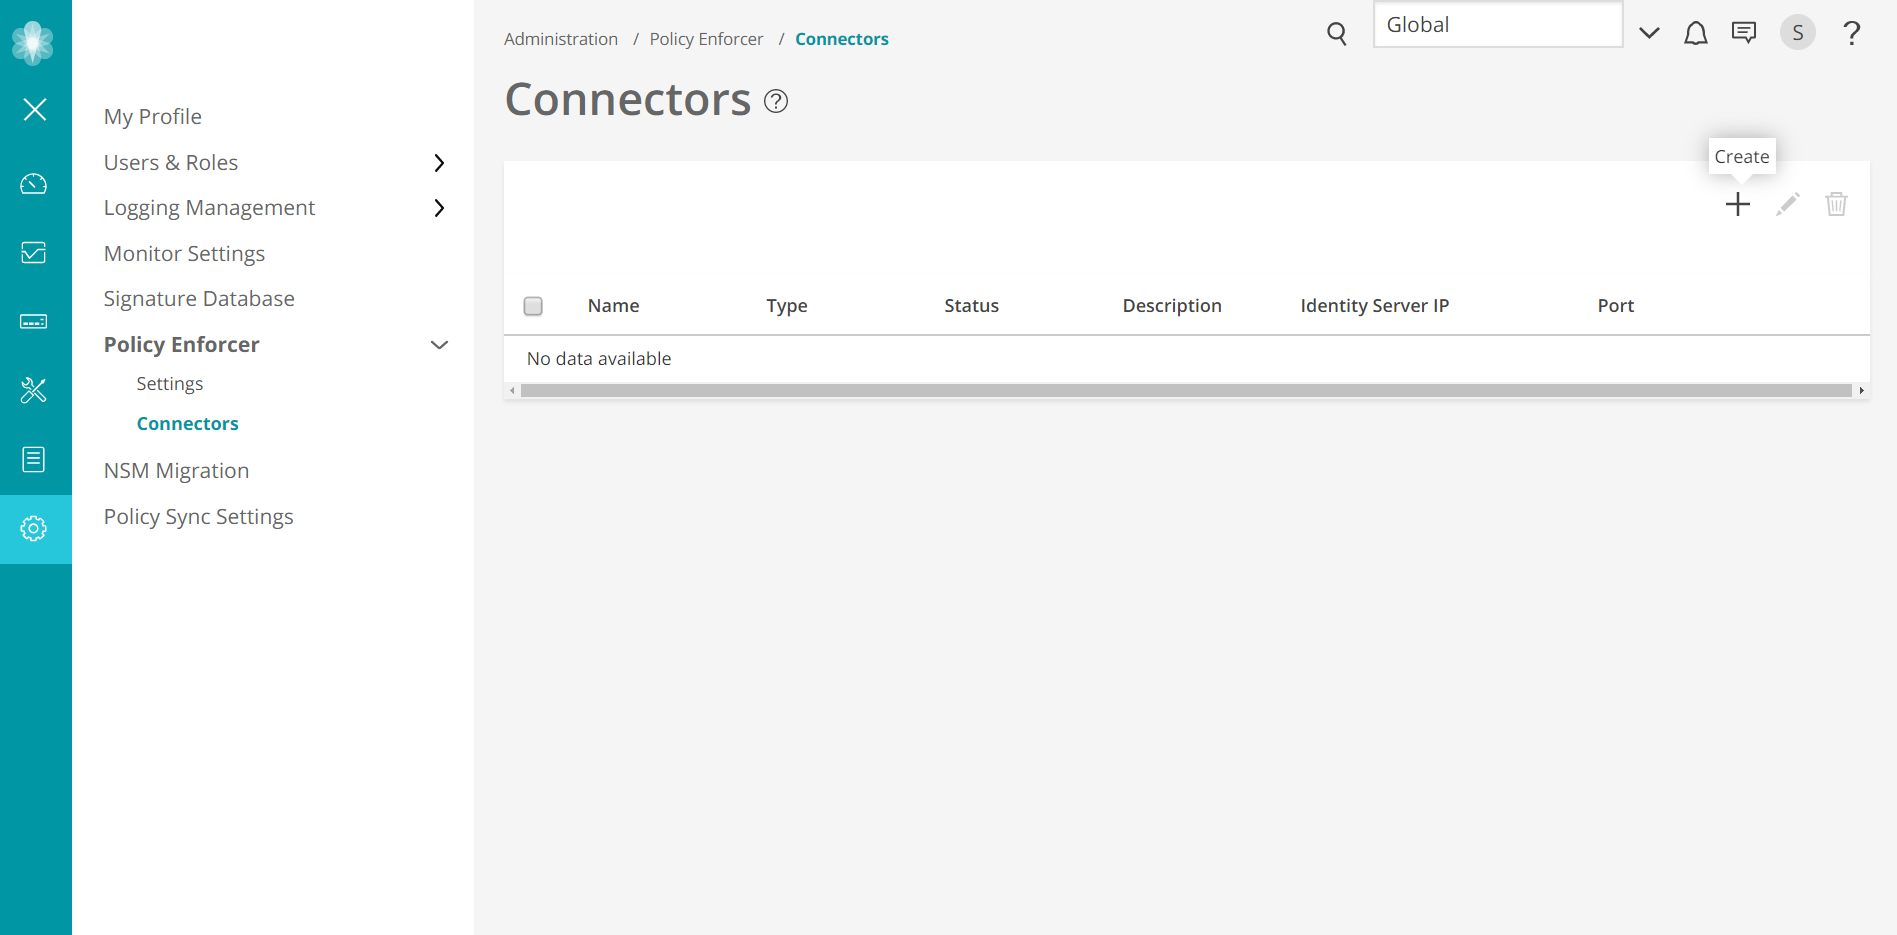 Administration / Policy Enforcer / Connectors
Global
S
?
Connectors ?
My Profile
Users & Roles
Logging Management
Monitor Settings
Signature Database
Policy Enforcer
Settings
Connectors
NSM Migration
Policy Sync Settings
Create
Name Type Status Description Identity Server IP Port
No data available